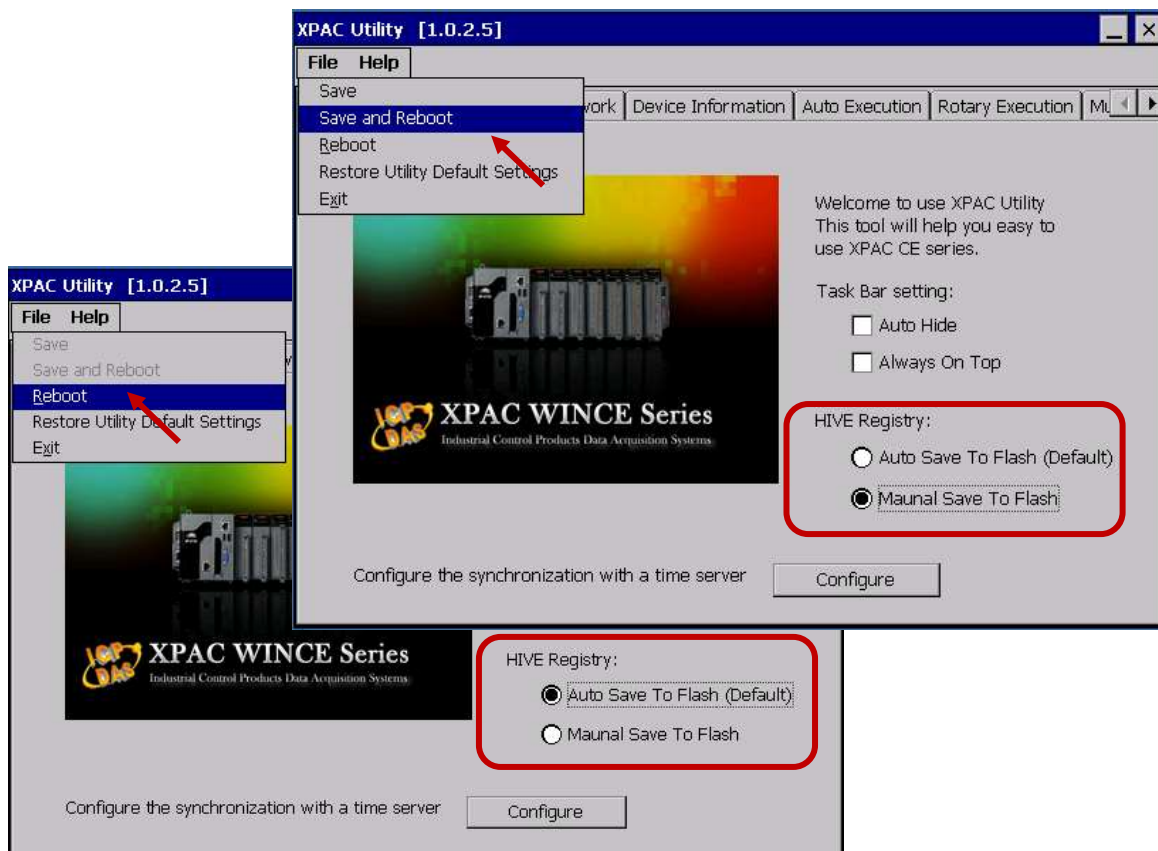 XPAC Utility [1.0.2.5]
File Help
Save
Save and Reboot
Reboot
Restore Utility Default Settings
Exit
Device Information
Auto Execution
Rotary Execution
Welcome to use XPAC Utility
This tool will help you easy to
use XPAC CE series.
Task Bar setting:
Auto Hide
Always On Top
HIVE Registry:
Auto Save To Flash (Default)
Maunal Save To Flash
ICP
DAS
XPAC WINCE Series
Industrial Control Products Data Acquisition Systems
Configure the synchronization with a time server
Configure
XPAC Utility [1.0.2.5]
File Help
Save
Save and Reboot
Reboot
Restore Utility Default Settings
Exit
ICP
DAS
XPAC WINCE Series
Industrial Control Products Data Acquisition Systems
HIVE Registry:
Auto Save To Flash (Default)
Maunal Save To Flash
Configure the synchronization with a time server
Configure